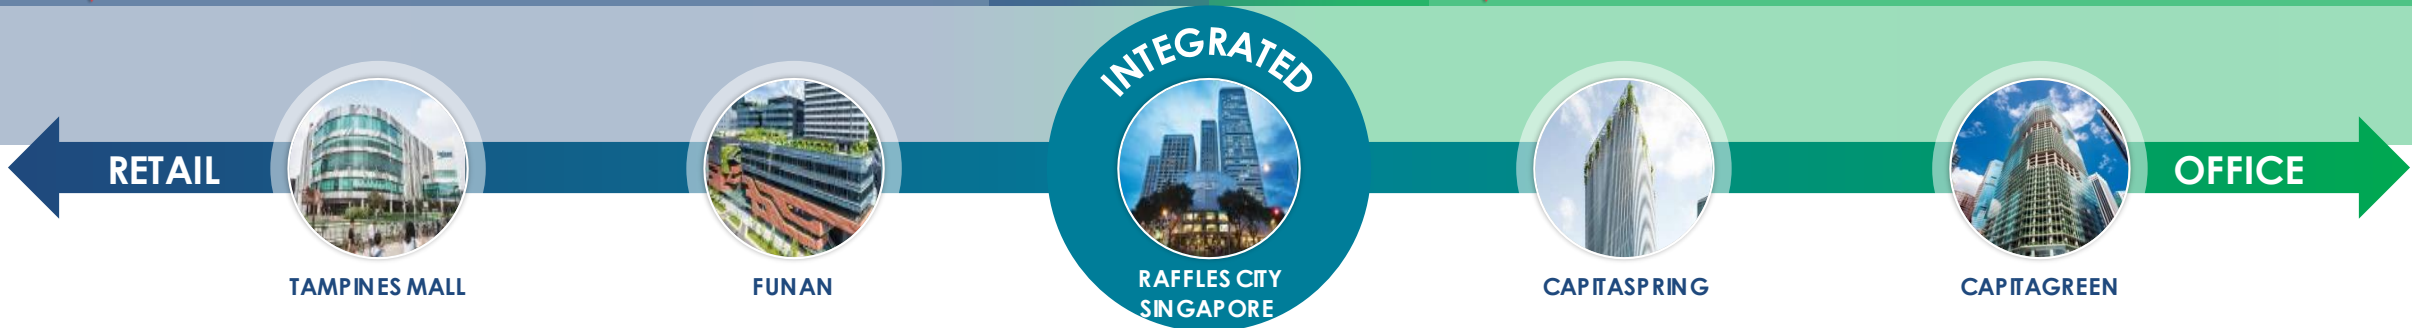 INTEGRATED
RETAIL
OFFICE
TAMPINES MALL
FUNAN
RAFFLES CITY
SINGAPORE
CAPITASPRING
CAPITAGREEN